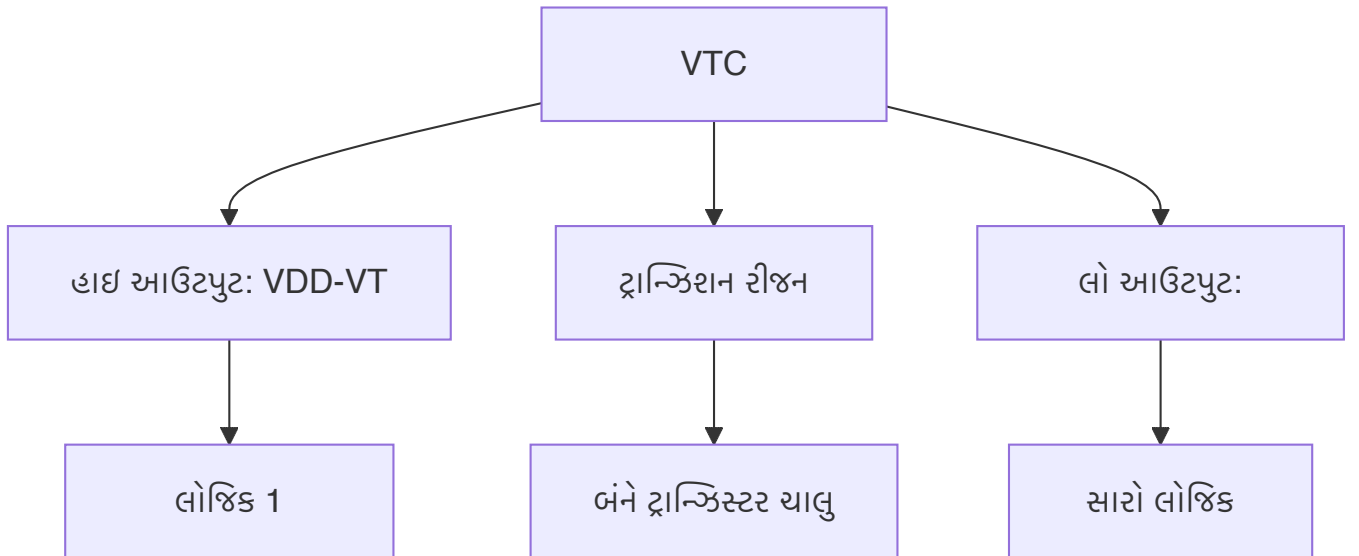 VTC
હાઇ આઉટપુટ: VDD-VT
ટ્રાન્ઝિશન રીજન
લો આઉટપુટ:
લોજિક 1
બંને ટ્રાન્ઝિસ્ટર ચાલુ
સારો લોજિક